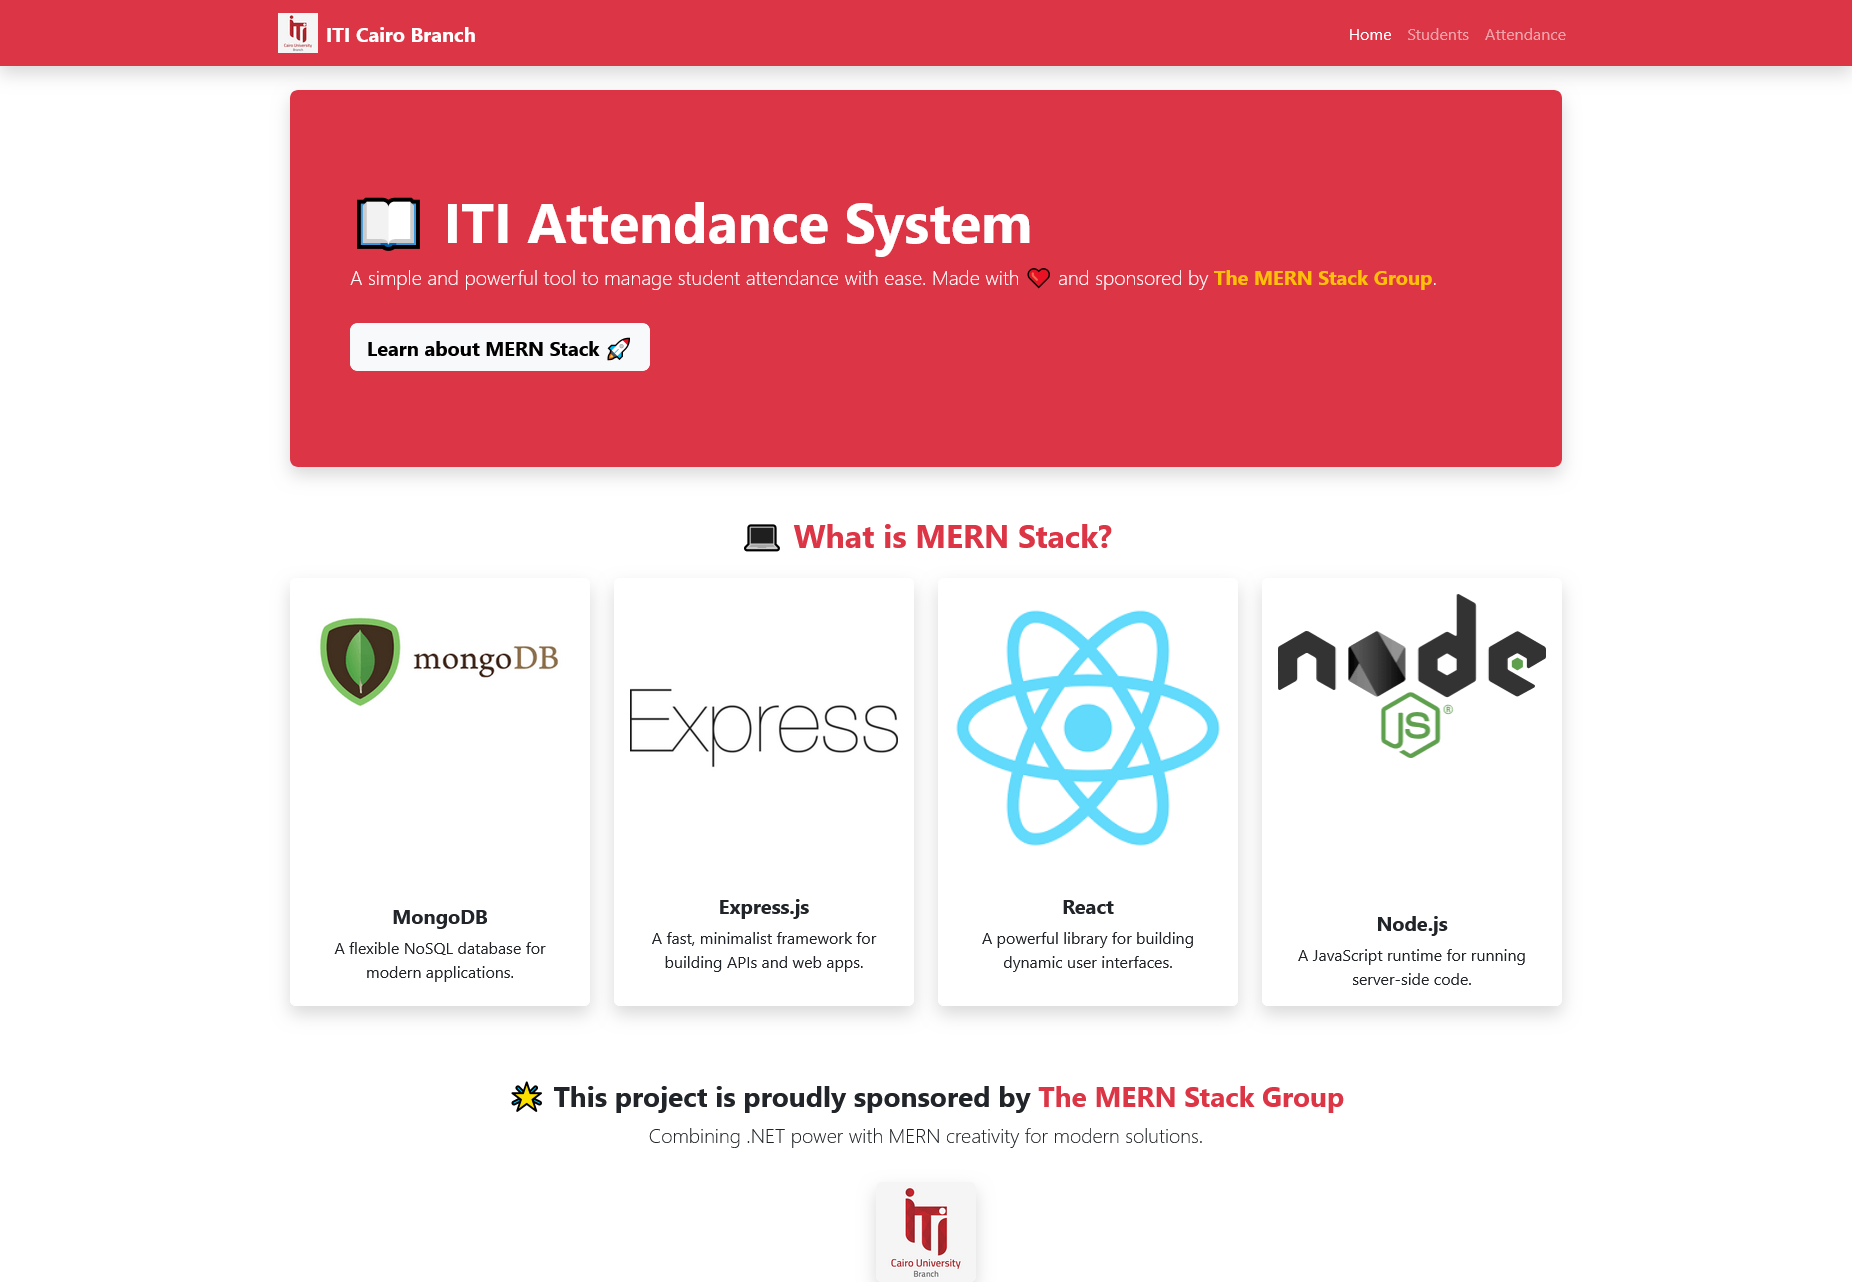 ITI Cairo Branch
Home Students Attendance
📖 ITI Attendance System
A simple and powerful tool to manage student attendance with ease. Made with ❤️ and sponsored by The MERN Stack Group.
Learn about MERN Stack 🚀
💻 What is MERN Stack?
mongoDB
Express
node
JS®
MongoDB
A flexible NoSQL database for
modern applications.
Express.js
A fast, minimalist framework for
building APIs and web apps.
React
A powerful library for building
dynamic user interfaces.
Node.js
A JavaScript runtime for running
server-side code.
🌟 This project is proudly sponsored by The MERN Stack Group
Combining .NET power with MERN creativity for modern solutions.
iTi
Cairo University
Branch